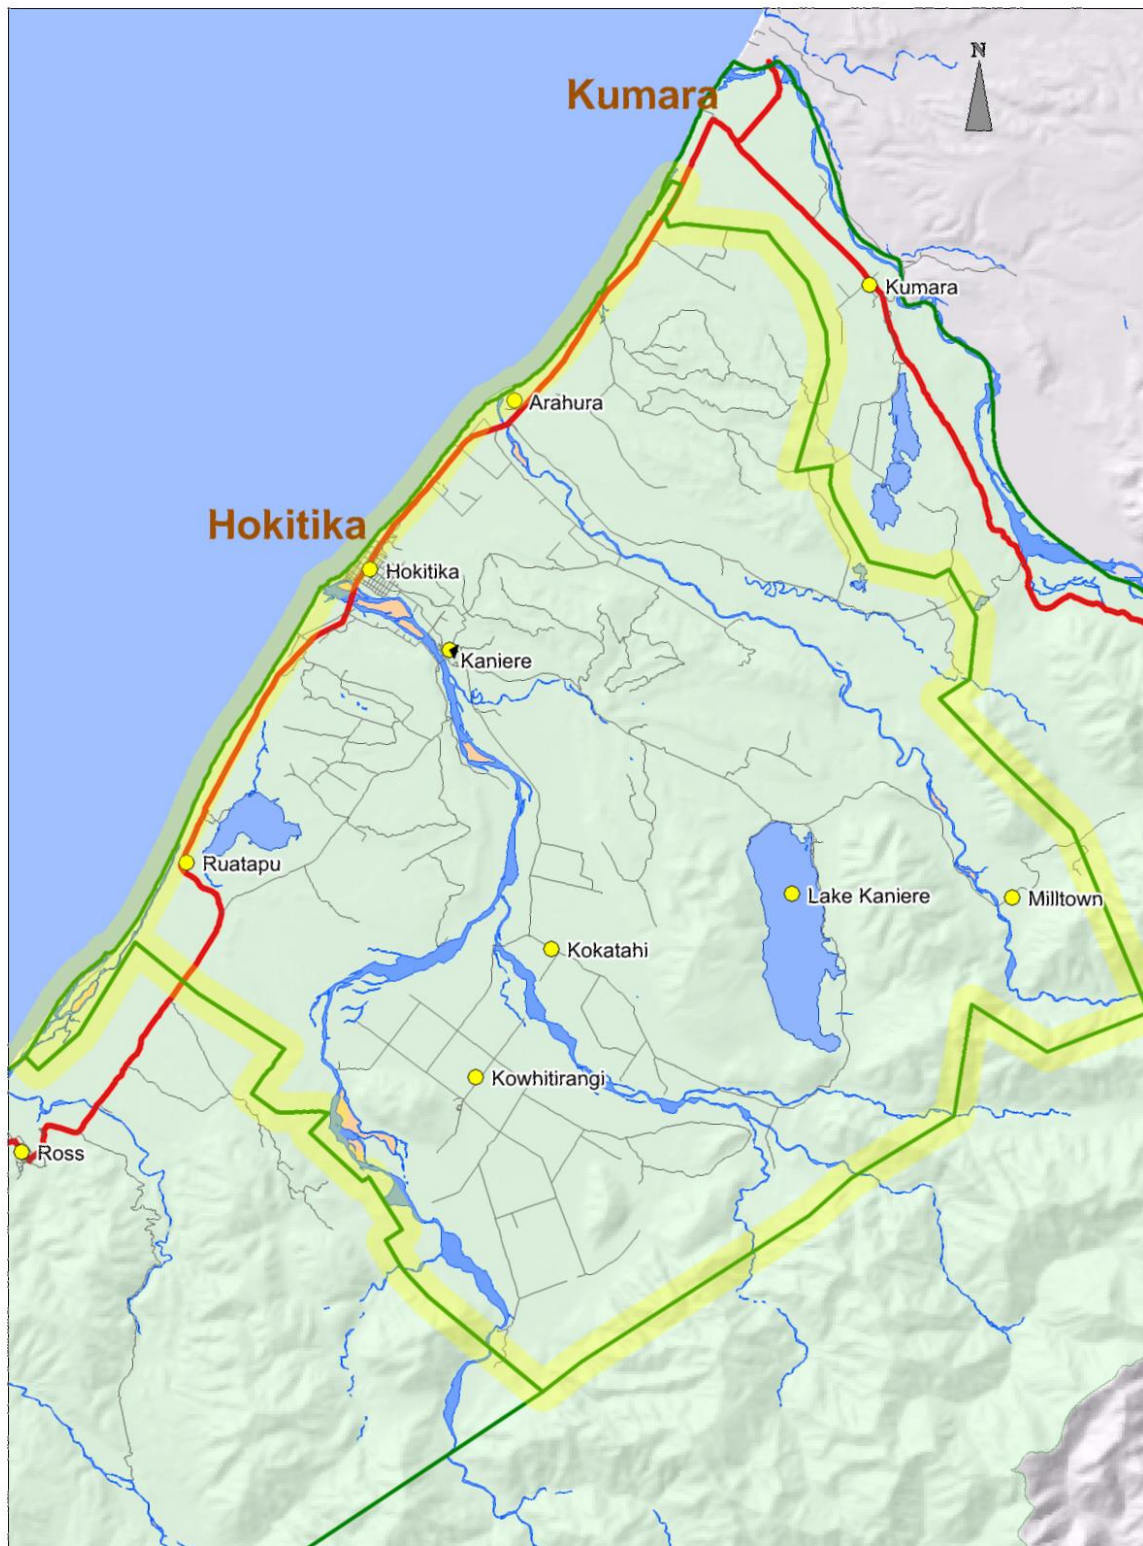 N
Kumara
Kumara
Arahura
Hokitika
Hokitika
Kaniere
Ruatapu
Lake Kaniere
Milltown
Kokatahi
Kowhitirangi
Ross